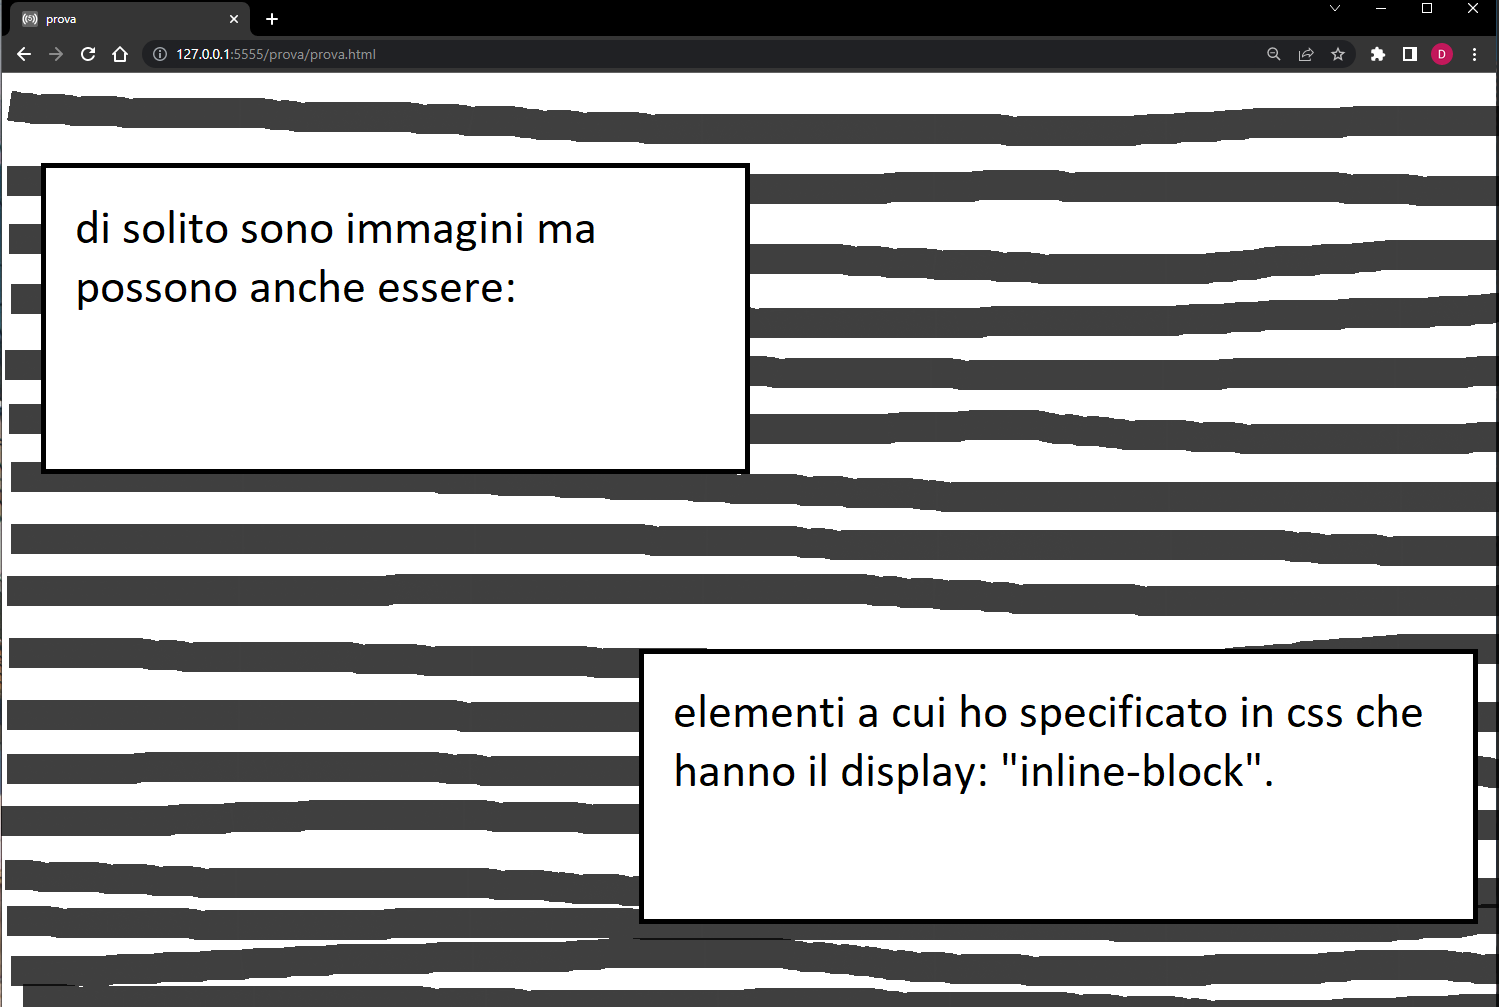 prova
127.0.0.1:5555/prova/prova.html
D
di solito sono immagini ma
possono anche essere:
elementi a cui ho specificato in css che
hanno il display: "inline-block".